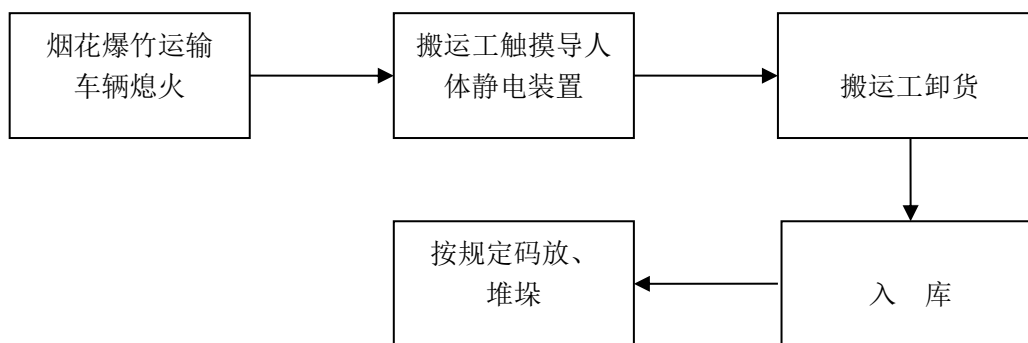 烟花爆竹运输
车辆熄火
搬运工触摸导人
体静电装置
搬运工卸货
入　库
按规定码放、
堆垛